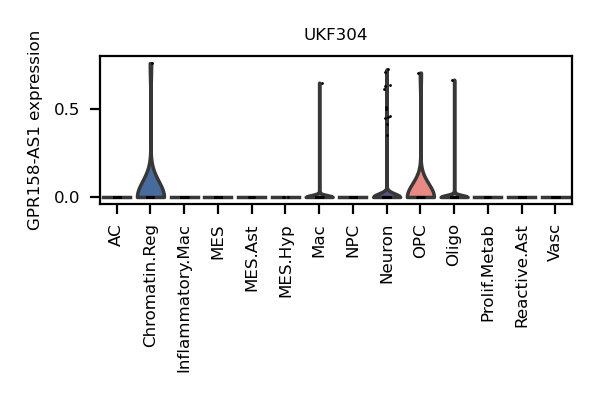 UKF304
GPR158-AS1 expression
0.5
0.0
AC
Chromatin.Reg
Inflammatory.Mac
MES
MES.Ast
MES.Hyp
Mac
NPC
Neuron
OPC
Oligo
Prolif.Metab
Reactive.Ast
Vasc